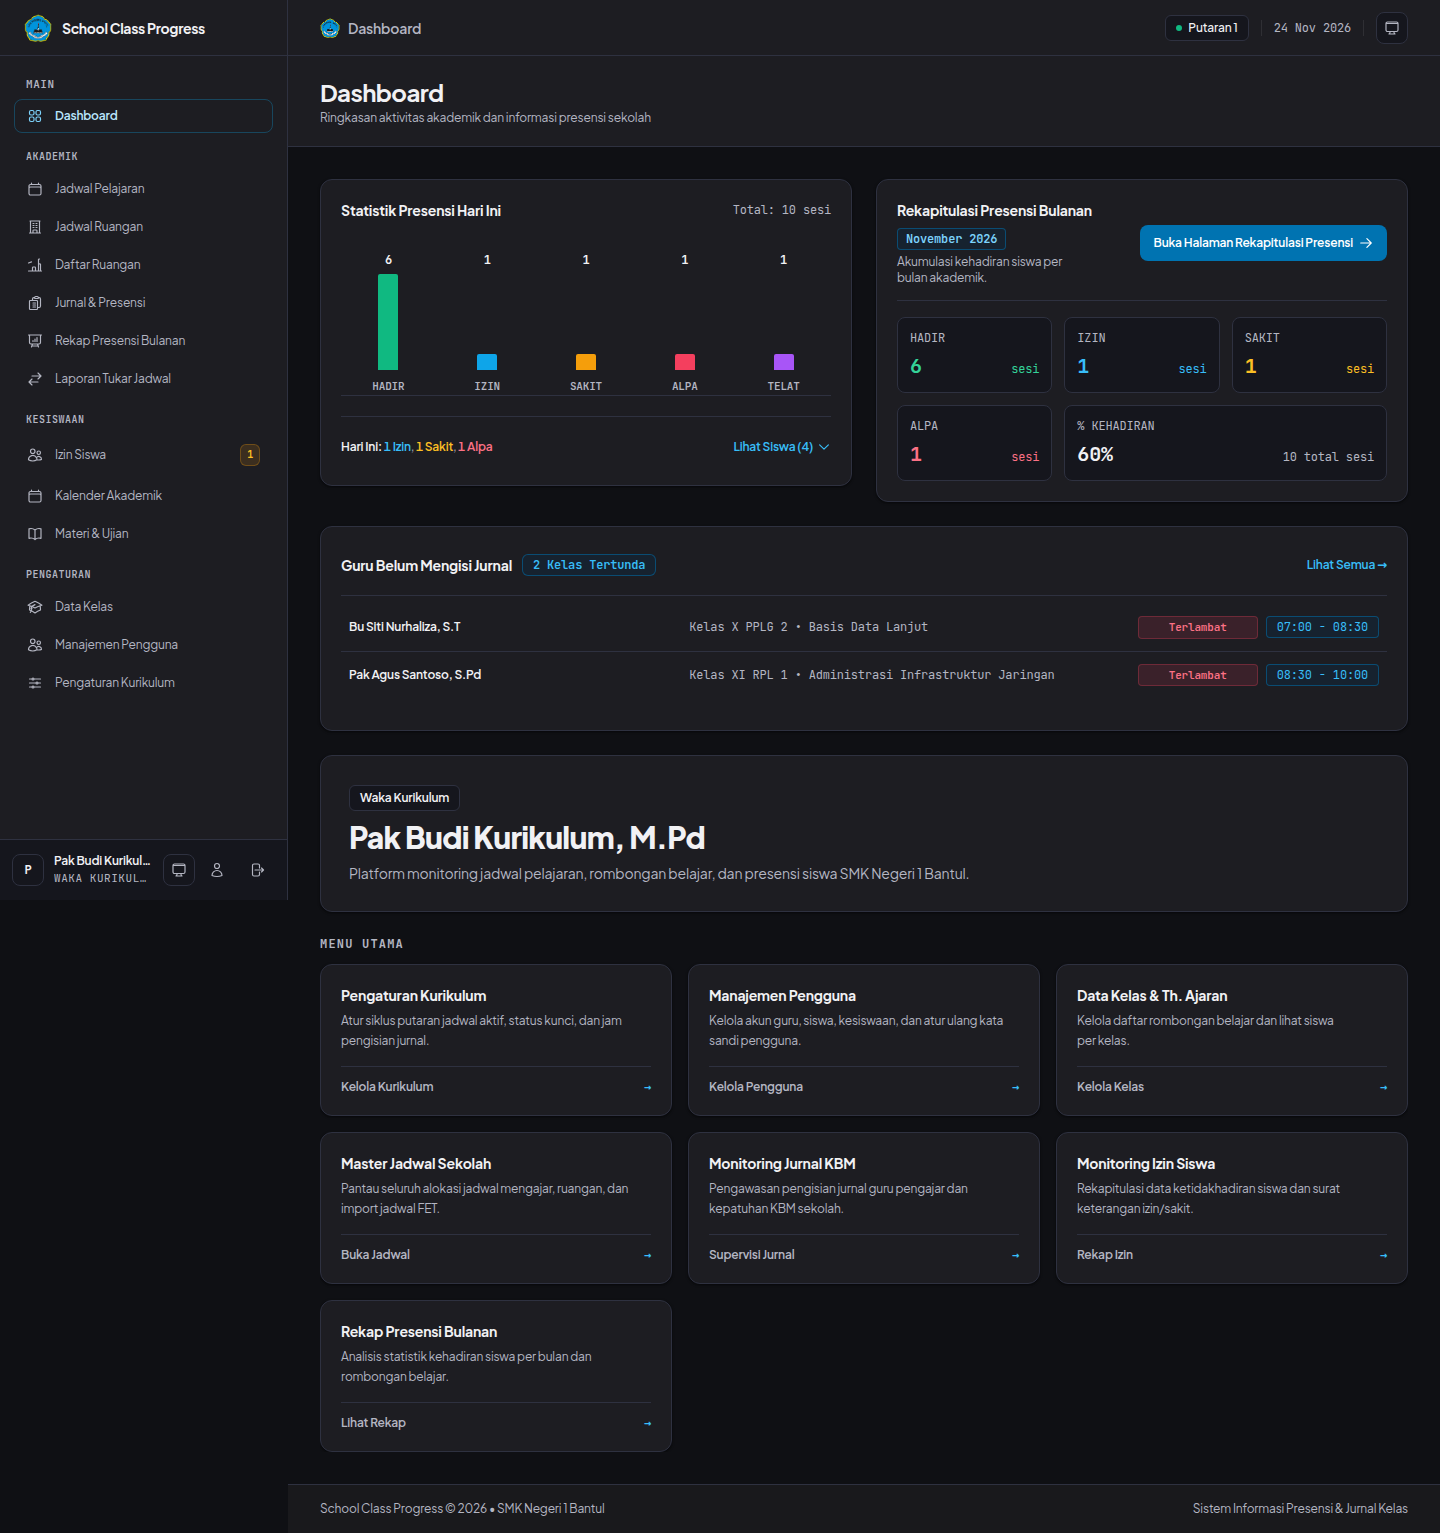 School Class Progress
MAIN
Dashboard
AKADEMIK
Jadwal Pelajaran
Jadwal Ruangan
Daftar Ruangan
Jurnal & Presensi
Rekap Presensi Bulanan
Laporan Tukar Jadwal
KESISWAAN
Izin Siswa
1
Kalender Akademik
Materi & Ujian
PENGATURAN
Data Kelas
Manajemen Pengguna
Pengaturan Kurikulum
P
Pak Budi Kurikul...
WAKA KURIKUL...
Dashboard
Putaran 1
24 Nov 2026
Dashboard
Ringkasan aktivitas akademik dan informasi presensi sekolah
Statistik Presensi Hari Ini
Total: 10 sesi
6 1 1 1 1
HADIR IZIN SAKIT ALPA TELAT
Hari Ini: 1 Izin, 1 Sakit, 1 Alpa
Lihat Siswa (4)
Rekapitulasi Presensi Bulanan
November 2026
Akumulasi kehadiran siswa per
bulan akademik.
Buka Halaman Rekapitulasi Presensi →
HADIR
6 sesi
IZIN
1 sesi
SAKIT
1 sesi
ALPA
1 sesi
% KEHADIRAN
60% 10 total sesi
Guru Belum Mengisi Jurnal
2 Kelas Tertunda
Lihat Semua →
Bu Siti Nurhaliza, S.T
Kelas X PPLG 2 • Basis Data Lanjut
Terlambat
07:00 - 08:30
Pak Agus Santoso, S.Pd
Kelas XI RPL 1 • Administrasi Infrastruktur Jaringan
Terlambat
08:30 - 10:00
Waka Kurikulum
Pak Budi Kurikulum, M.Pd
Platform monitoring jadwal pelajaran, rombongan belajar, dan presensi siswa SMK Negeri 1 Bantul.
MENU UTAMA
Pengaturan Kurikulum
Atur siklus putaran jadwal aktif, status kunci, dan jam
pengisian jurnal.
Kelola Kurikulum →
Manajemen Pengguna
Kelola akun guru, siswa, kesiswaan, dan atur ulang kata
sandi pengguna.
Kelola Pengguna →
Data Kelas & Th. Ajaran
Kelola daftar rombongan belajar dan lihat siswa
per kelas.
Kelola Kelas →
Master Jadwal Sekolah
Pantau seluruh alokasi jadwal mengajar, ruangan, dan
import jadwal FET.
Buka Jadwal →
Monitoring Jurnal KBM
Pengawasan pengisian jurnal guru pengajar dan
kepatuhan KBM sekolah.
Supervisi Jurnal →
Monitoring Izin Siswa
Rekapitulasi data ketidakhadiran siswa dan surat
keterangan izin/sakit.
Rekap Izin →
Rekap Presensi Bulanan
Analisis statistik kehadiran siswa per bulan dan
rombongan belajar.
Lihat Rekap →
School Class Progress © 2026 • SMK Negeri 1 Bantul
Sistem Informasi Presensi & Jurnal Kelas